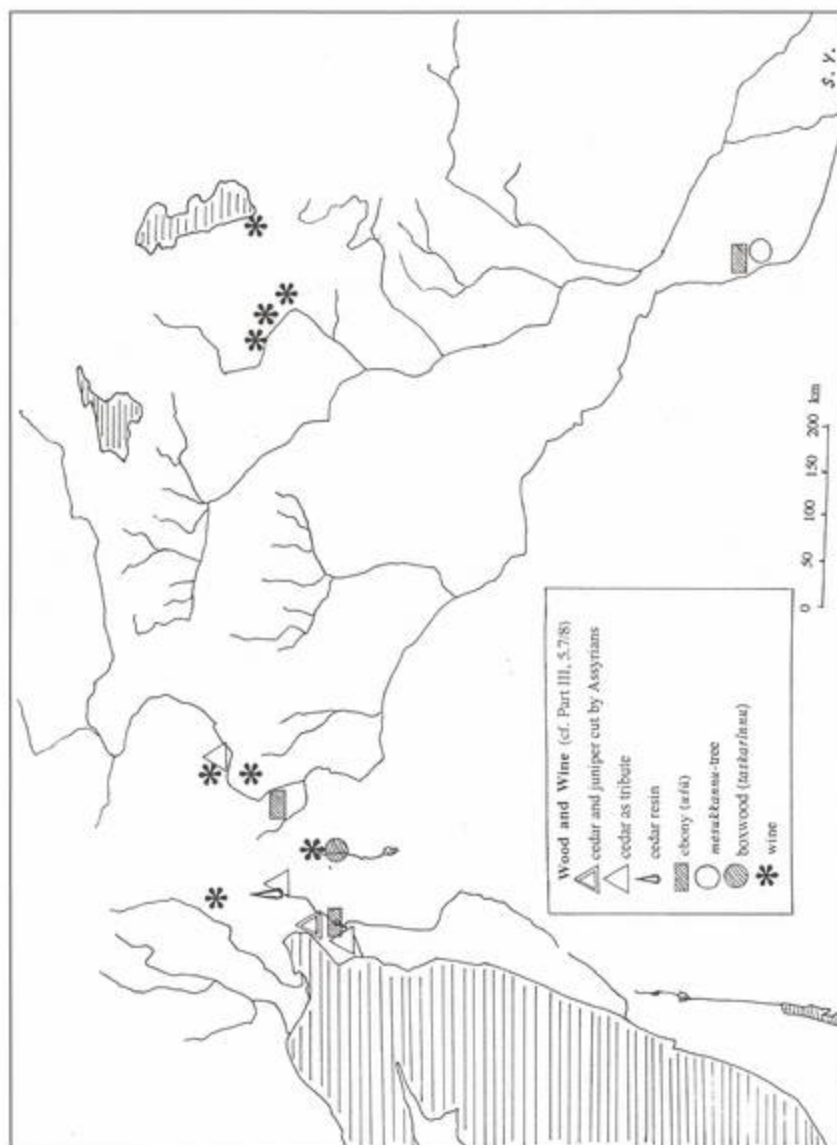 Wood and Wine (cf. Part III, 5.7/8)
cedar and juniper cut by Assyrians
cedar as tribute
cedar resin
ebony (ušû)
mesukkannu-tree
boxwood (taskarinnu)
wine
0 50 100 150 200 km
S.Y.